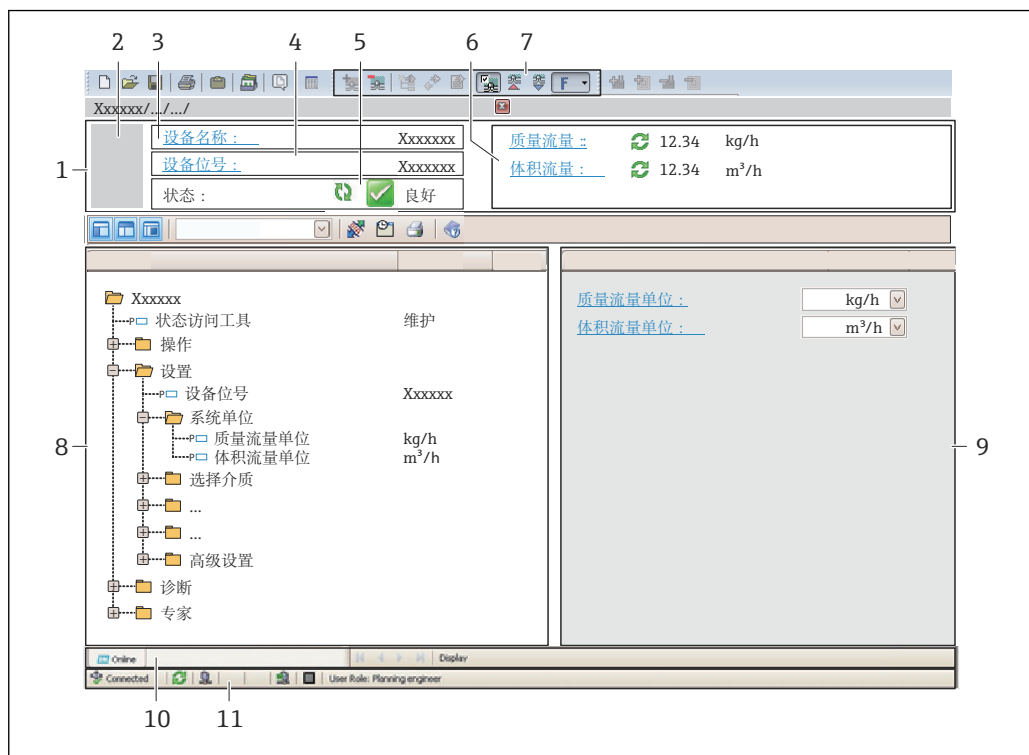 2 3 4 5 6 7
F
Xxxxxx/.../.../
1
设备名称： Xxxxxxx
设备位号： Xxxxxxx
状态： 良好
质量流量：: 12.34 kg/h
体积流量： 12.34 m³/h
Xxxxxx
P 状态访问工具 维护
操作
设置
P 设备位号 Xxxxxx
系统单位
P 质量流量单位 kg/h
P 体积流量单位 m³/h
选择介质
...
...
高级设置
诊断
专家
8
质量流量单位： kg/h
体积流量单位： m³/h
9
Online Display
Connected User Role: Planning engineer
10 11